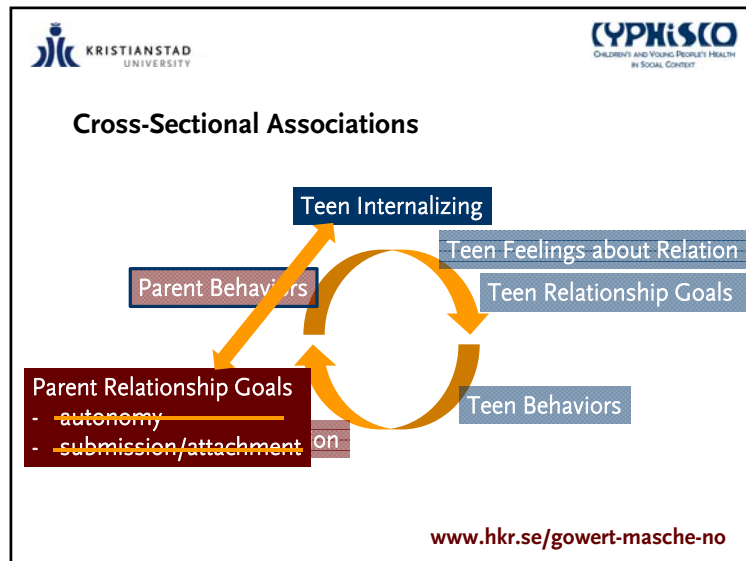 KRISTIANSTAD
UNIVERSITY
CYPHiSCO
CHILDREN'S AND YOUNG PEOPLE'S HEALTH
IN SOCIAL CONTEXT
Cross-Sectional Associations
Teen Internalizing
Teen Feelings about Relation
Parent Behaviors
Teen Relationship Goals
Parent Relationship Goals
- autonomy
- submission/attachment
on
Teen Behaviors
www.hkr.se/gowert-masche-no